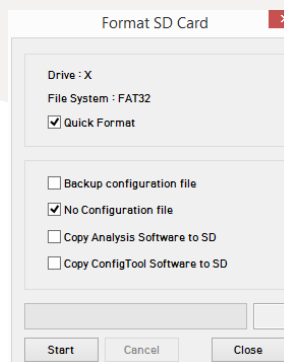 Format SD Card
Drive : X
File System : FAT32
Quick Format
Backup configuration file
No Configuration file
Copy Analysis Software to SD
Copy ConfigTool Software to SD
Start Cancel Close